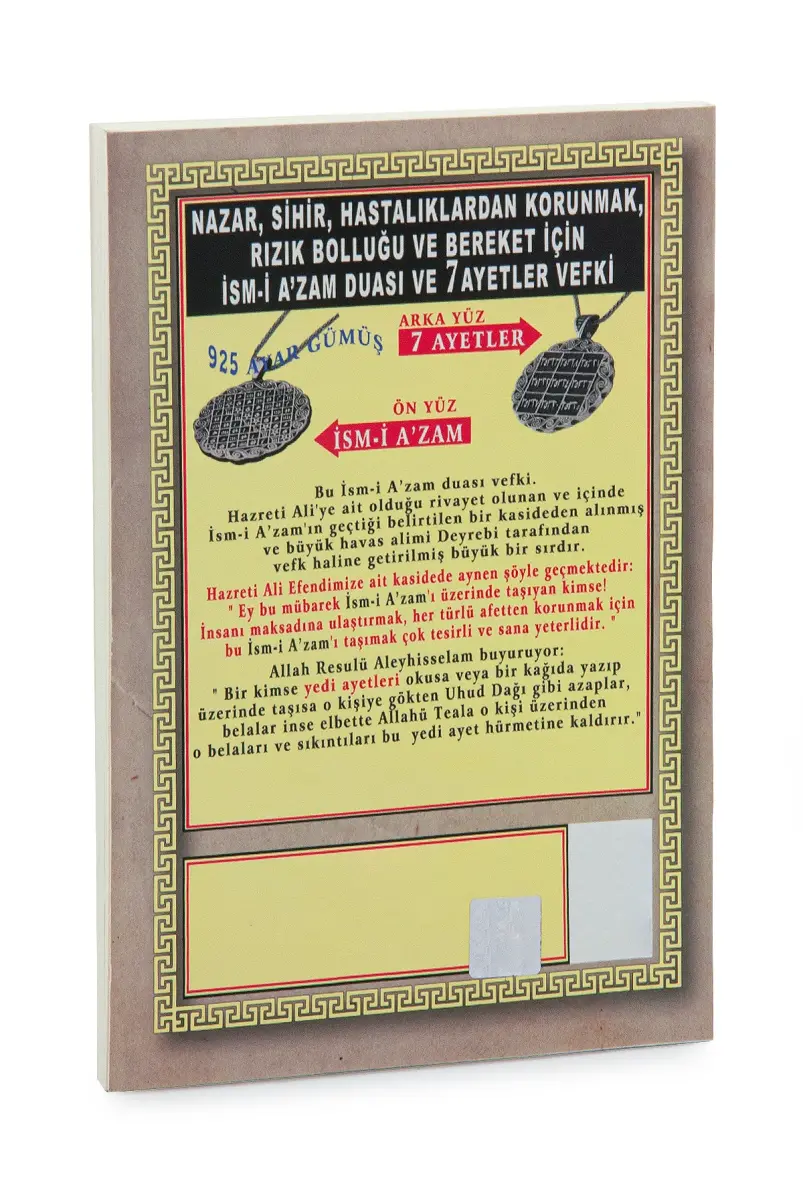 NAZAR, SİHİR, HASTALIKLARDAN KORUNMAK,
RIZIK BOLLUĞU VE BEREKET İÇİN
İSM-İ A'ZAM DUASI VE 7 AYETLER VEFKİ
925 AYAR GÜMÜŞ
ARKA YÜZ
7 AYETLER
ÖN YÜZ
İSM-İ A'ZAM
Bu İsm-i A'zam duası vefki.
Hazreti Ali'ye ait olduğu rivayet olunan ve içinde
İsm-i A'zam'ın geçtiği belirtilen bir kasideden alınmış
ve büyük havas alimi Deyrebi tarafından
vefk haline getirilmiş büyük bir sırdır.
Hazreti Ali Efendimize ait kasidede aynen şöyle geçmektedir:
" Ey bu mübarek İsm-i A'zam'ı üzerinde taşıyan kimse!
İnsanı maksadına ulaştırmak, her türlü afetten korunmak için
bu İsm-i A'zam'ı taşımak çok tesirli ve sana yeterlidir. "
Allah Resulü Aleyhisselam buyuruyor:
" Bir kimse yedi ayetleri okusa veya bir kağıda yazıp
üzerinde taşısa o kişiye gökten Uhud Dağı gibi azaplar,
belalar inse elbette Allahü Teala o kişi üzerinden
o belaları ve sıkıntıları bu yedi ayet hürmetine kaldırır."